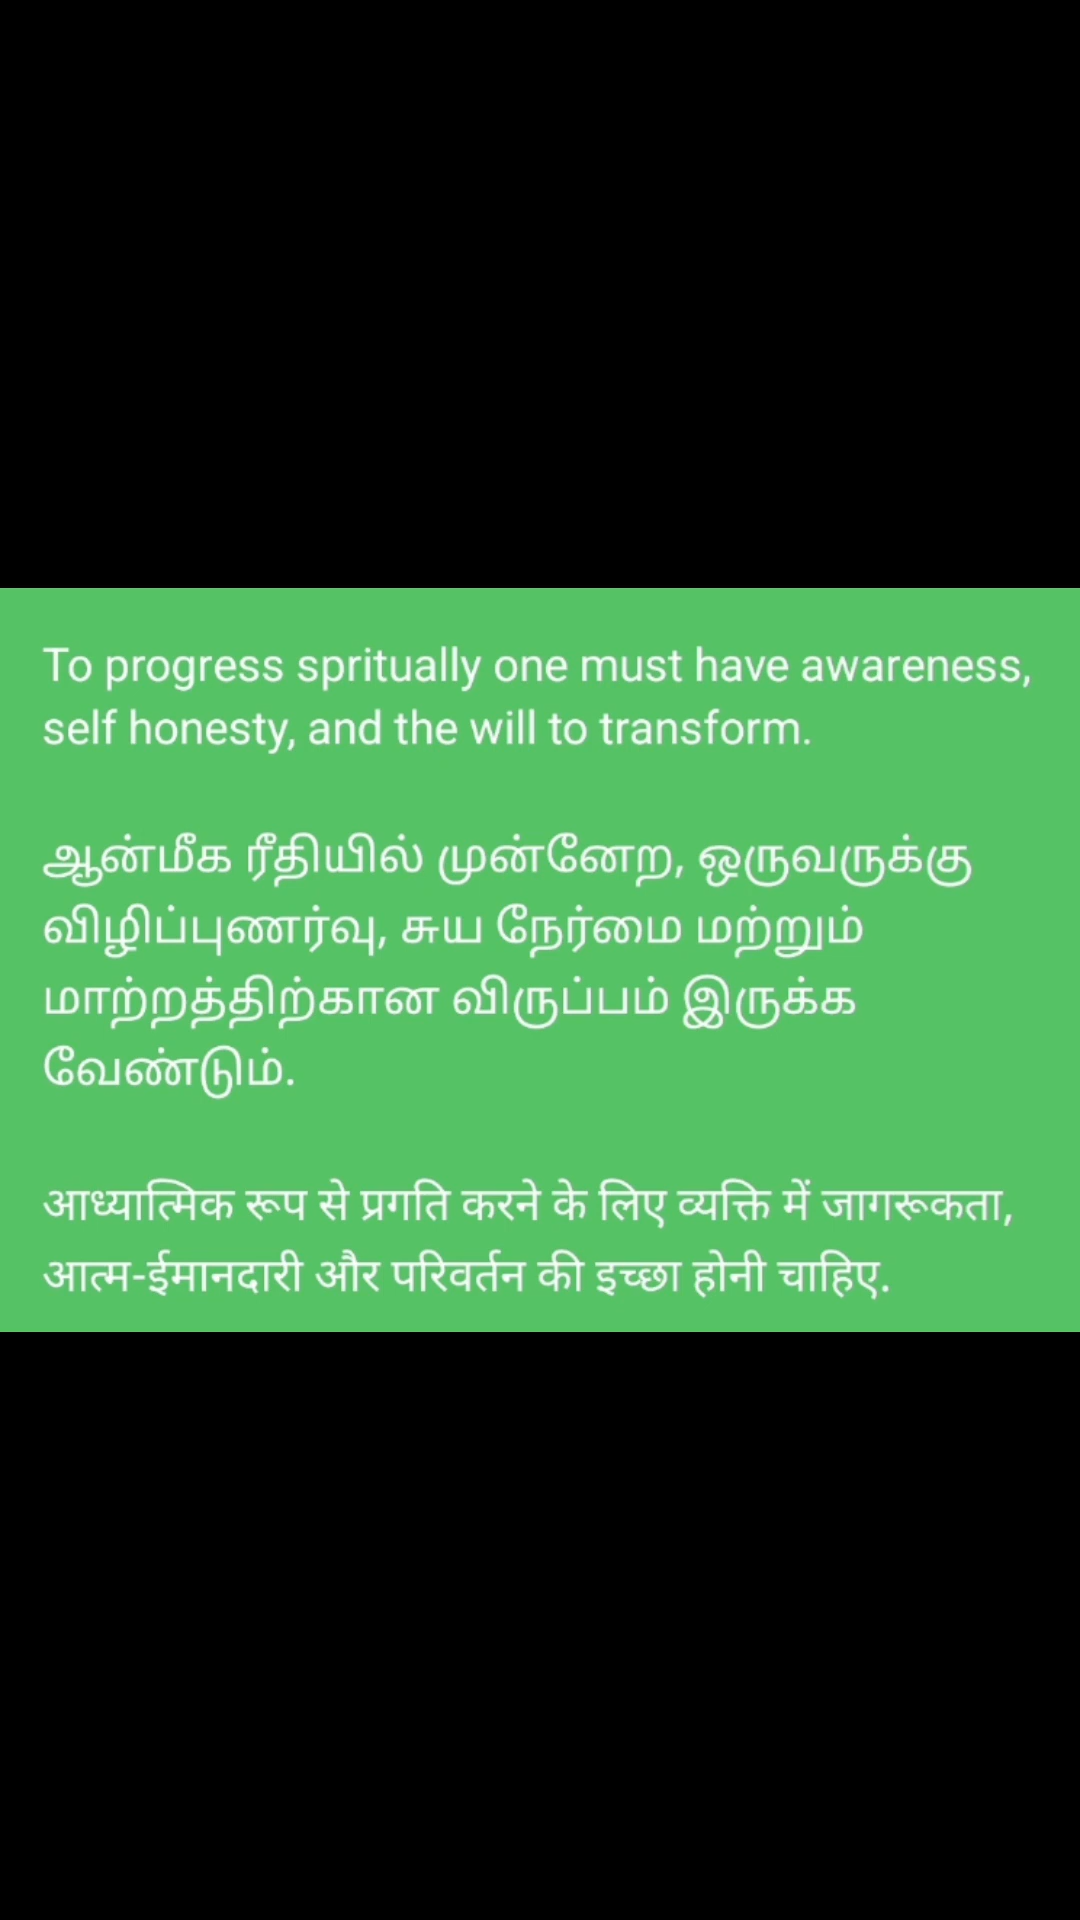 To progress spritually one must have awareness,
self honesty, and the will to transform.
ஆன்மீக ரீதியில் முன்னேற, ஒருவருக்கு
விழிப்புணர்வு, சுய நேர்மை மற்றும்
மாற்றத்திற்கான விருப்பம் இருக்க
வேண்டும்.
आध्यात्मिक रूप से प्रगति करने के लिए व्यक्ति में जागरूकता,
आत्म-ईमानदारी और परिवर्तन की इच्छा होनी चाहिए.